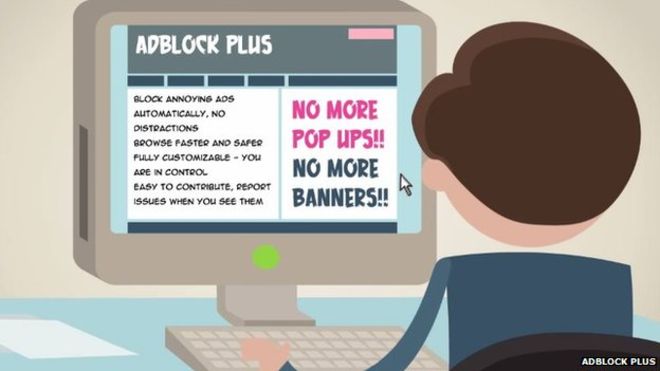 ADBLOCK PLUS
BLOCK ANNOYING ADS
AUTOMATICALLY, NO
DISTRACTIONS
BROWSE FASTER AND SAFER
FULLY CUSTOMIZABLE - YOU
ARE IN CONTROL
EASY TO CONTRIBUTE, REPORT
ISSUES WHEN YOU SEE THEM
NO MORE
POP UPS!!
NO MORE
BANNERS!!
ADBLOCK PLUS